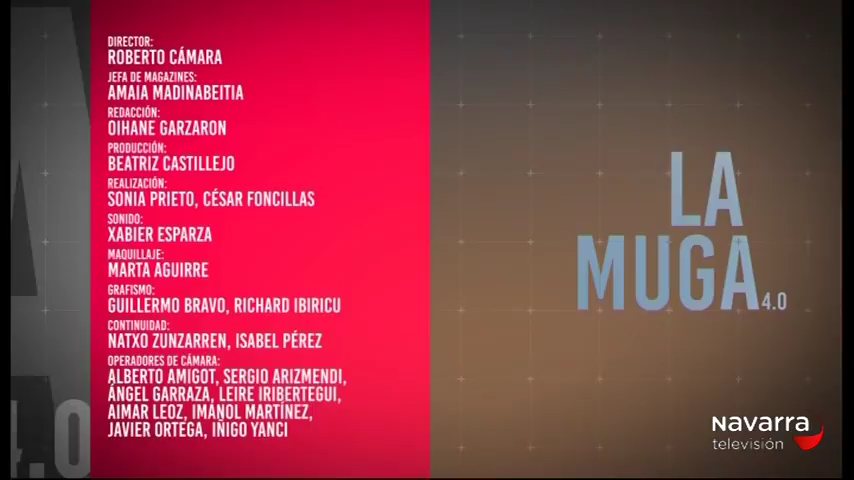 DIRECTOR:
ROBERTO CÁMARA
JEFA DE MAGAZINES:
AMAIA MADINABEITIA
REDACCIÓN:
OIHANE GARZARON
PRODUCCIÓN:
BEATRIZ CASTILLEJO
REALIZACIÓN:
SONIA PRIETO, CÉSAR FONCILLAS
SONIDO:
XABIER ESPARZA
MAQUILLAJE:
MARTA AGUIRRE
GRAFISMO:
GUILLERMO BRAVO, RICHARD IBIRICU
CONTINUIDAD:
NATXO ZUNZARREN, ISABEL PÉREZ
OPERADORES DE CÁMARA:
ALBERTO AMIGOT, SERGIO ARIZMENDI,
ÁNGEL GARRAZA, LEIRE IRIBERTEGUI,
AIMAR LEOZ, IMANOL MARTÍNEZ,
JAVIER ORTEGA, IÑIGO YANCI
LA
MUGA 4.0
navarra
televisión
A
4.0